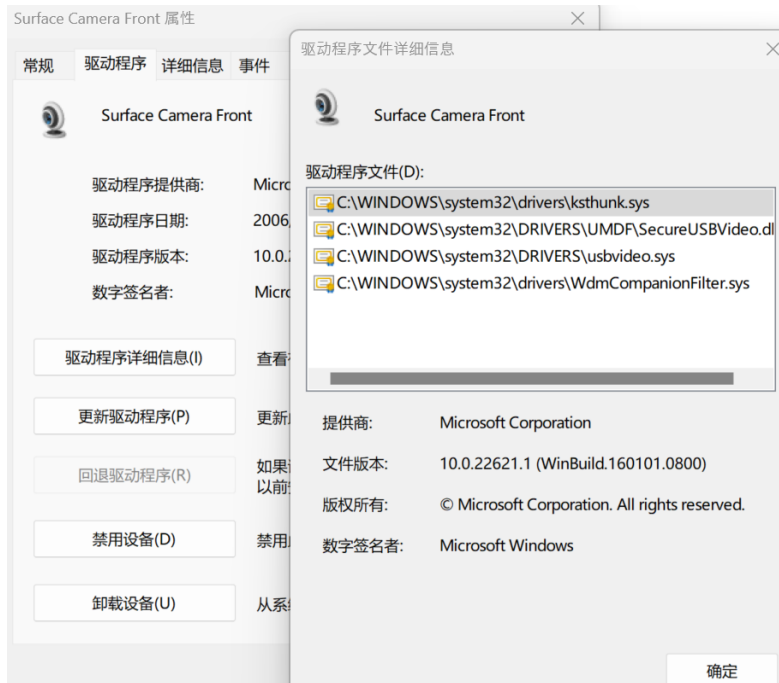 Surface Camera Front 属性
常规 驱动程序 详细信息 事件
Surface Camera Front
驱动程序提供商:
驱动程序日期: 2006
驱动程序版本: 10.0.
数字签名者:
驱动程序详细信息(I) 查看
更新驱动程序(P) 更新
回退驱动程序(R) 如果
以前
禁用设备(D) 禁用
卸载设备(U) 从系
驱动程序文件详细信息
Surface Camera Front
驱动程序文件(D):
C:\WINDOWS\system32\drivers\ksthunk.sys
C:\WINDOWS\system32\DRIVERS\UMDF\SecureUSBVideo.dl
C:\WINDOWS\system32\DRIVERS\usbvideo.sys
C:\WINDOWS\system32\drivers\WdmCompanionFilter.sys
提供商: Microsoft Corporation
文件版本: 10.0.22621.1 (WinBuild.160101.0800)
版权所有: © Microsoft Corporation. All rights reserved.
数字签名者: Microsoft Windows
确定